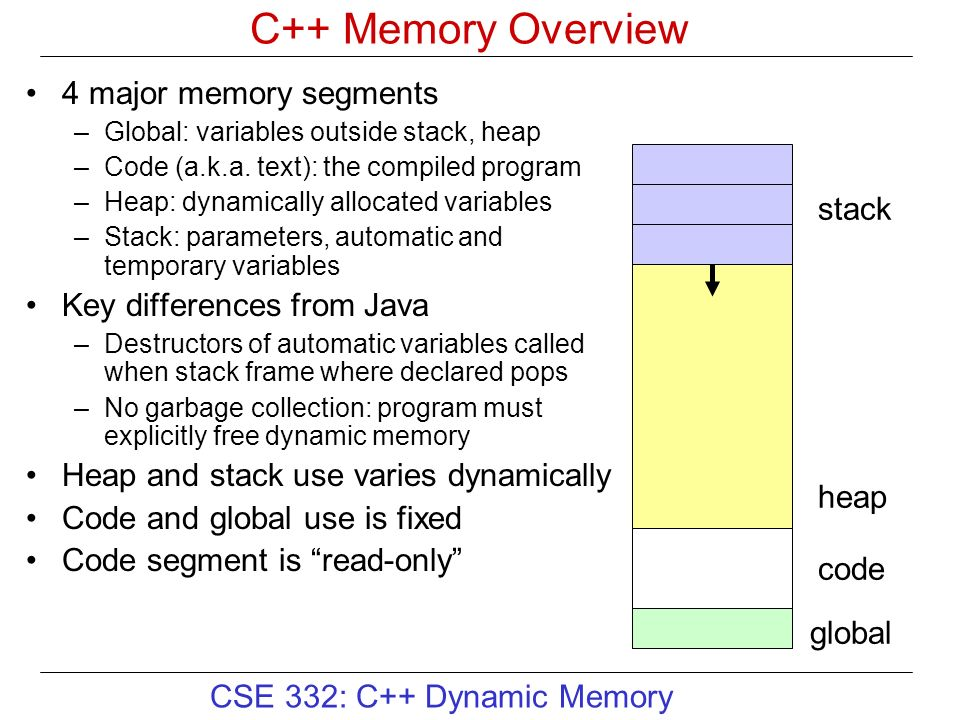 C++ Memory Overview
• 4 major memory segments
– Global: variables outside stack, heap
– Code (a.k.a. text): the compiled program
– Heap: dynamically allocated variables
– Stack: parameters, automatic and
temporary variables
• Key differences from Java
– Destructors of automatic variables called
when stack frame where declared pops
– No garbage collection: program must
explicitly free dynamic memory
• Heap and stack use varies dynamically
• Code and global use is fixed
• Code segment is “read-only”
stack
heap
code
global
CSE 332: C++ Dynamic Memory